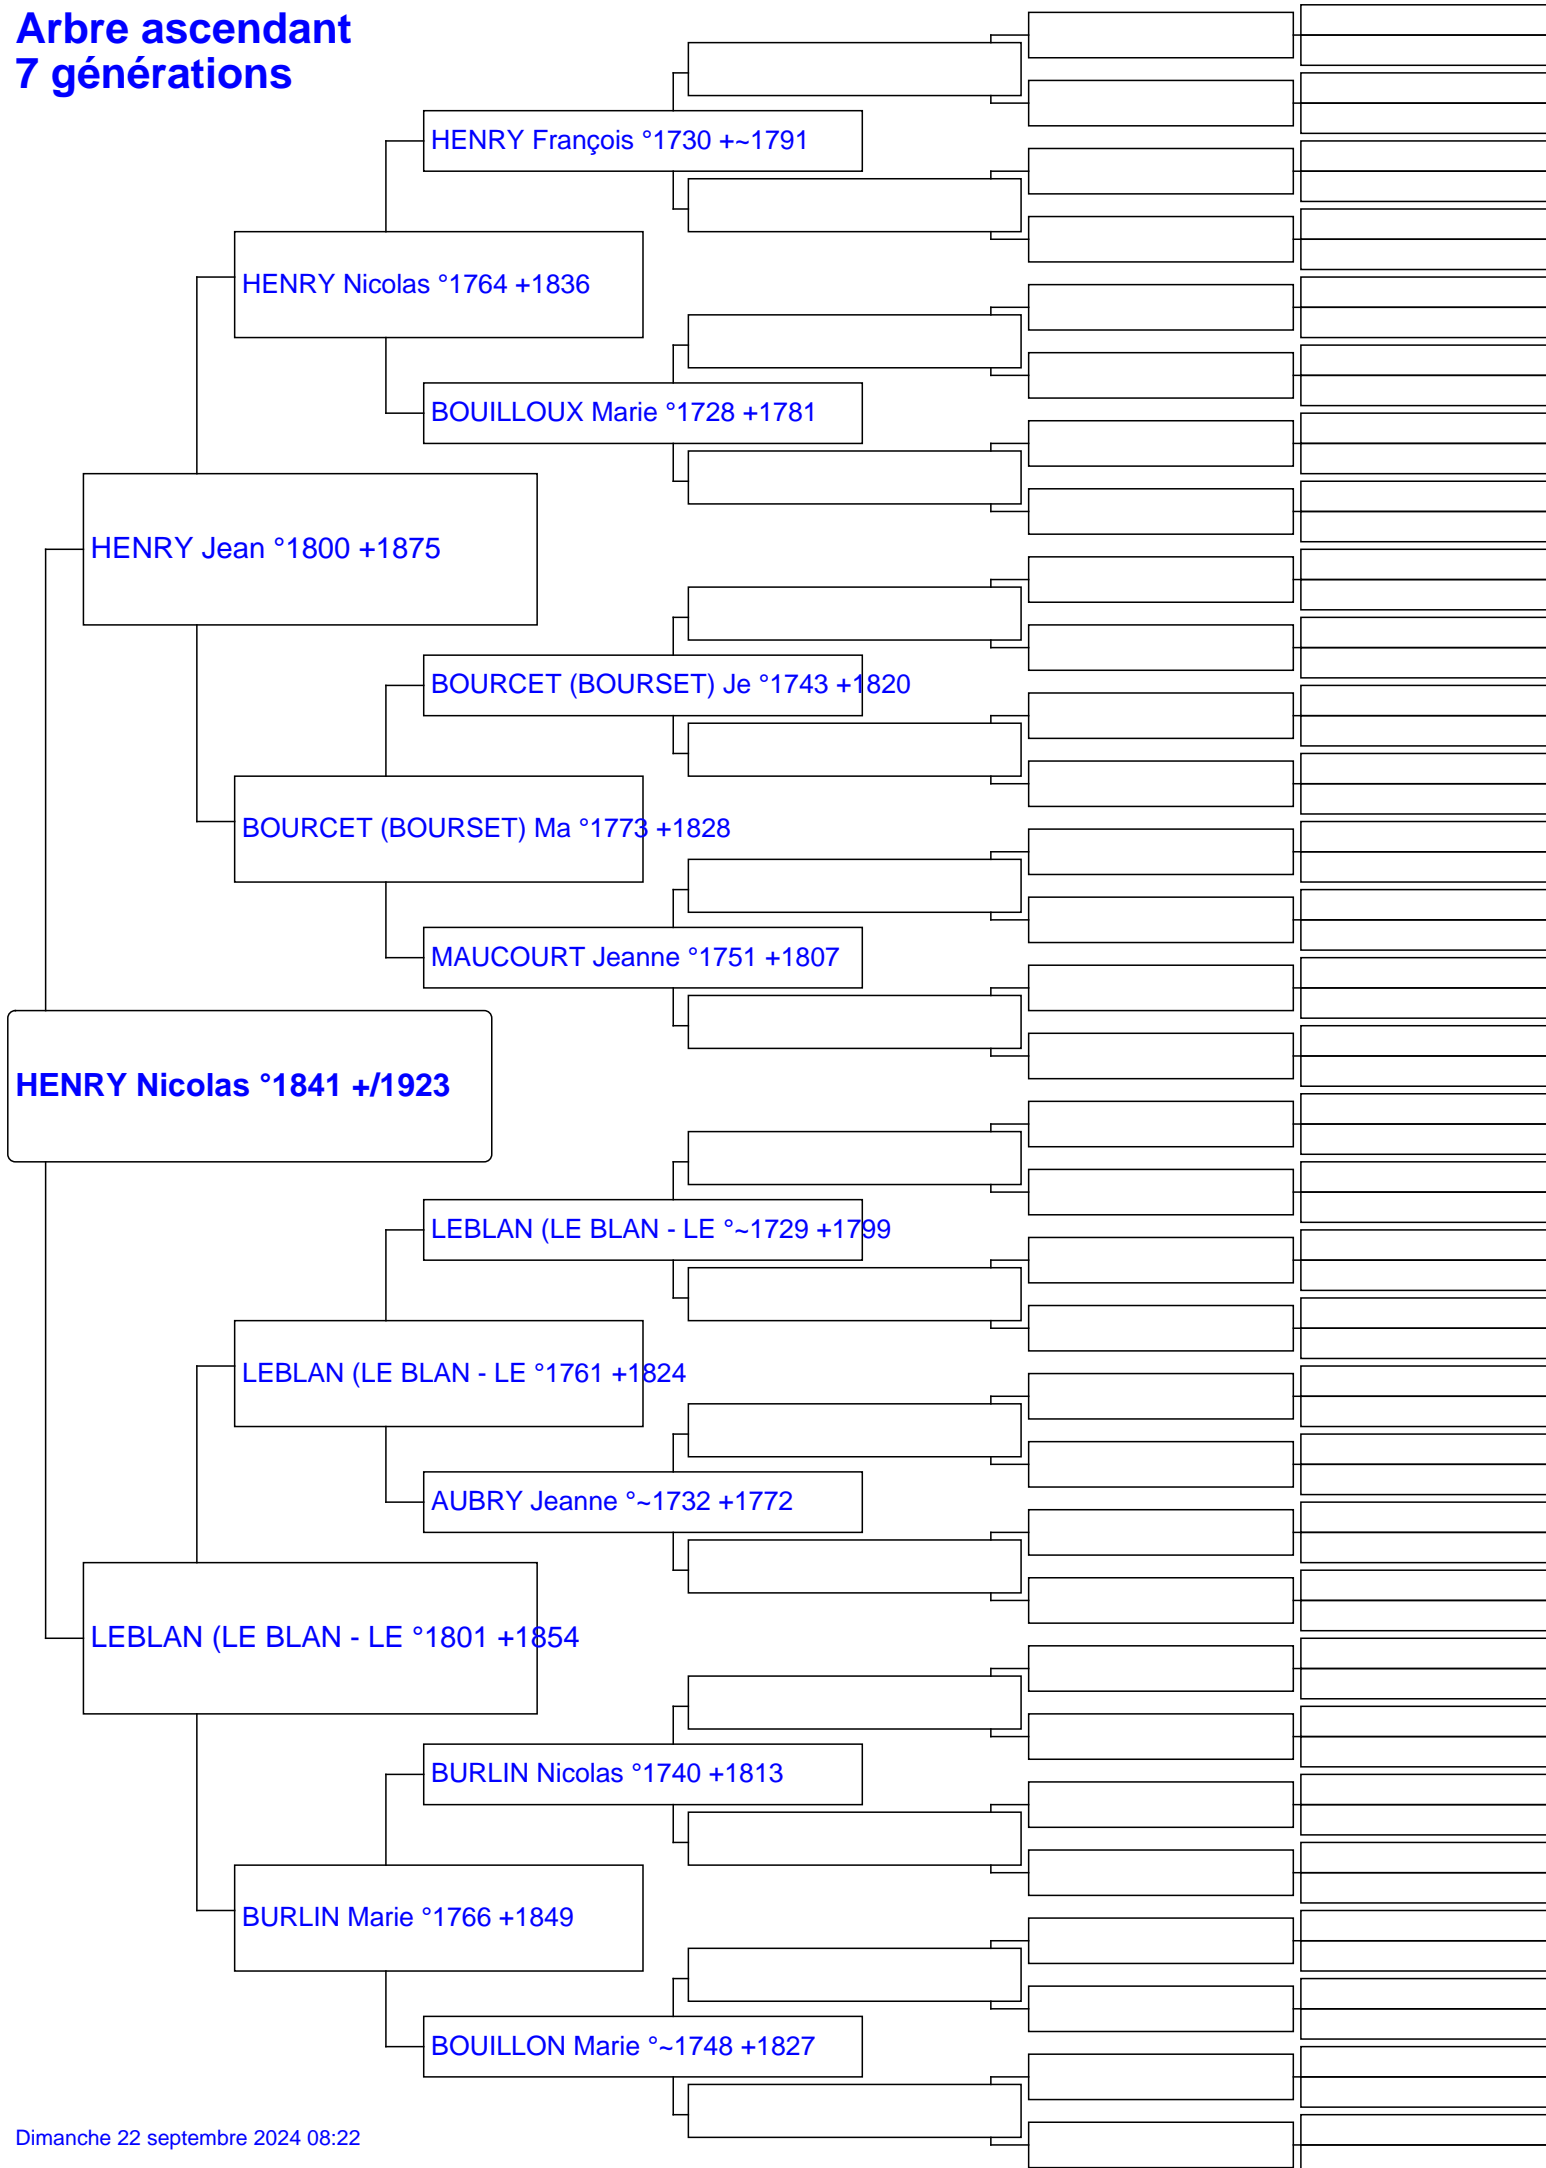 Arbre ascendant
7 générations
HENRY François °1730 +~1791
HENRY Nicolas °1764 +1836
BOUILLOUX Marie °1728 +1781
HENRY Jean °1800 +1875
BOURCET (BOURSET) Je °1743 +1820
BOURCET (BOURSET) Ma °1773 +1828
MAUCOURT Jeanne °1751 +1807
HENRY Nicolas °1841 +/1923
LEBLAN (LE BLAN - LE °~1729 +1799
LEBLAN (LE BLAN - LE °1761 +1824
AUBRY Jeanne °~1732 +1772
LEBLAN (LE BLAN - LE °1801 +1854
BURLIN Nicolas °1740 +1813
BURLIN Marie °1766 +1849
BOUILLON Marie °~1748 +1827
Dimanche 22 septembre 2024 08:22